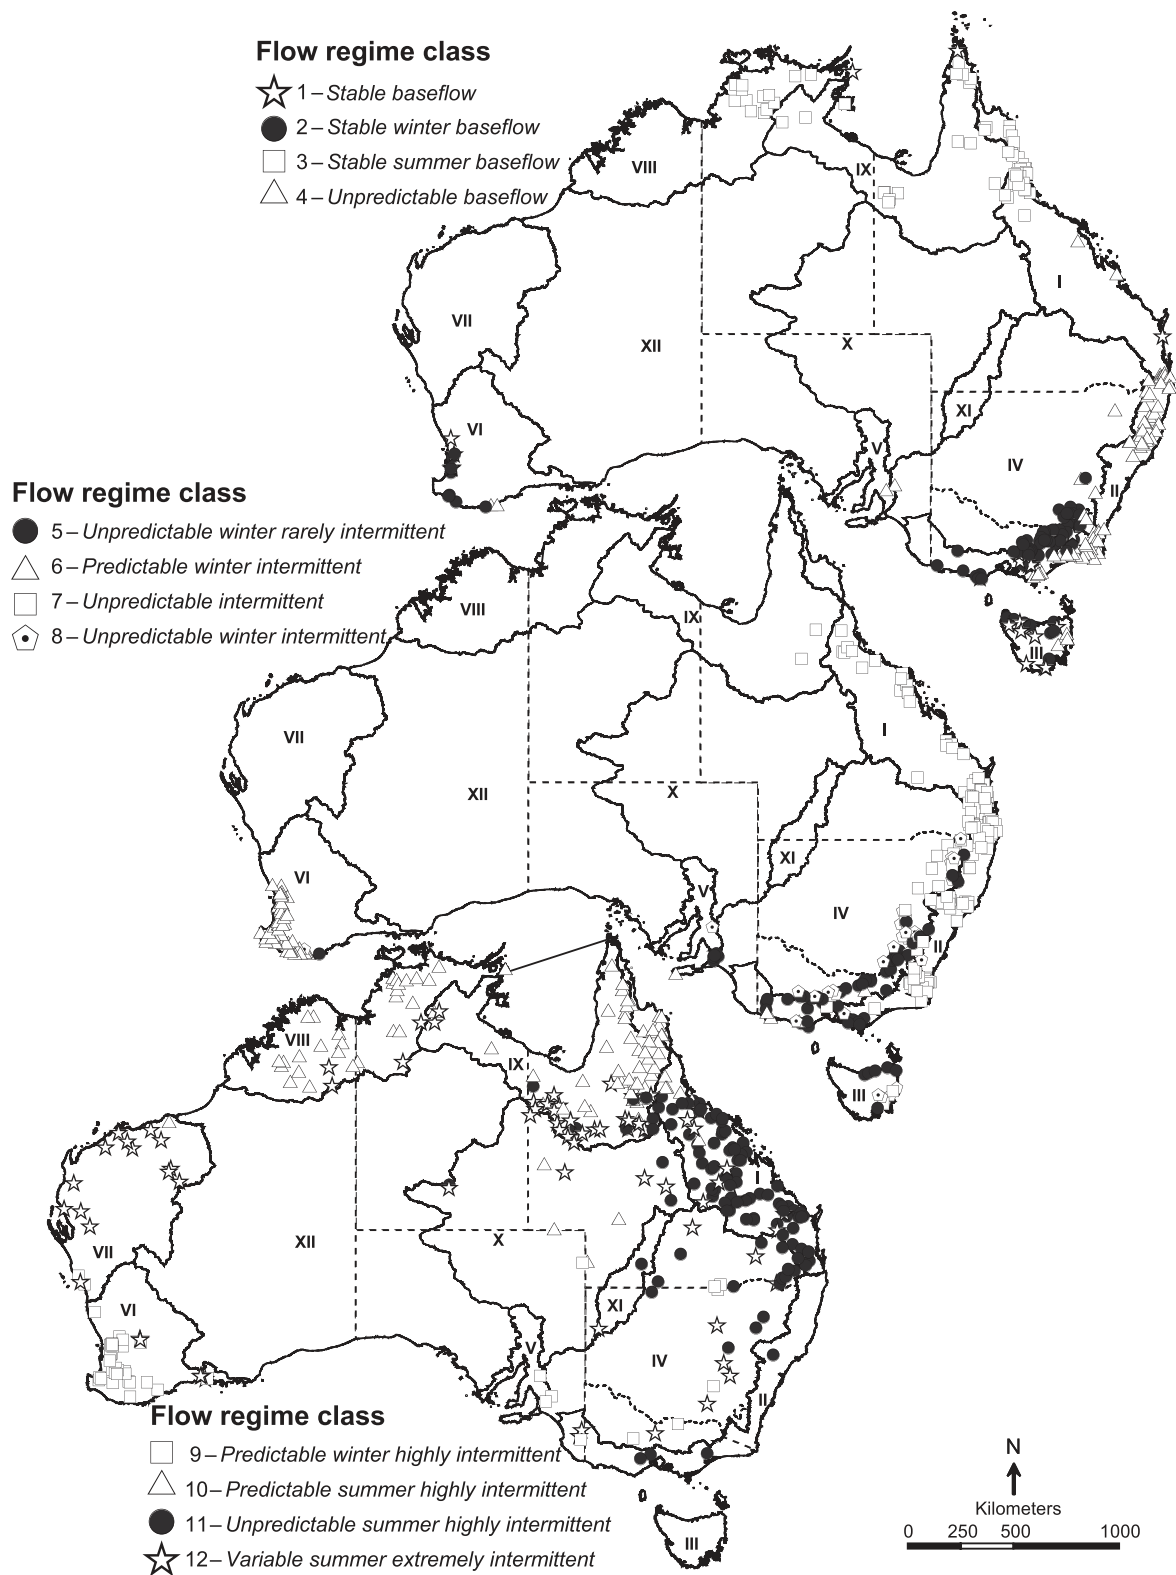 Flow regime class
1 – Stable baseflow
2 – Stable winter baseflow
3 – Stable summer baseflow
4 – Unpredictable baseflow
VIII
IX
I
VII
XII
X
VI
XI
V
IV
II
III
Flow regime class
5 – Unpredictable winter rarely intermittent
6 – Predictable winter intermittent
7 – Unpredictable intermittent
8 – Unpredictable winter intermittent
VIII
IX
I
VII
XII
X
XI
VI
V
IV
II
III
VIII
IX
I
VII
XII
X
VI
XI
V
IV
II
III
Flow regime class
9 – Predictable winter highly intermittent
10 – Predictable summer highly intermittent
11 – Unpredictable summer highly intermittent
12 – Variable summer extremely intermittent
N
Kilometers
0 250 500 1000